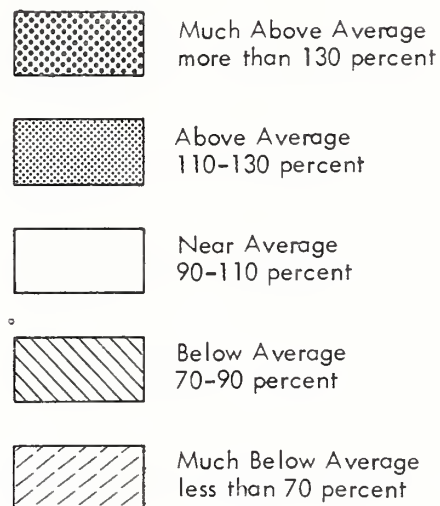 Much Above Average
more than 130 percent
Above Average
110-130 percent
Near Average
90-110 percent
Below Average
70-90 percent
Much Below Average
less than 70 percent